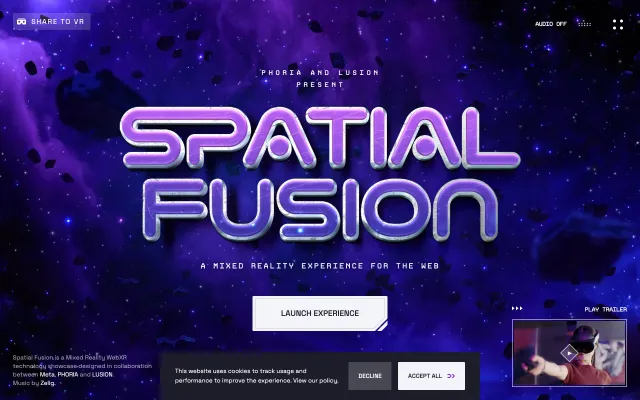 SHARE TO VR
AUDIO OFF
PHORIA AND LUSION
PRESENT
SPATIAL
FUSION
A MIXED REALITY EXPERIENCE FOR THE WEB
LAUNCH EXPERIENCE
PLAY TRAILER
Spatial Fusion is a Mixed Reality WebXR
technology showcase designed in collaboration
between Meta, PHORIA and LUSION.
Music by Zelig.
This website uses cookies to track usage and
performance to improve the experience. View our policy.
DECLINE
ACCEPT ALL